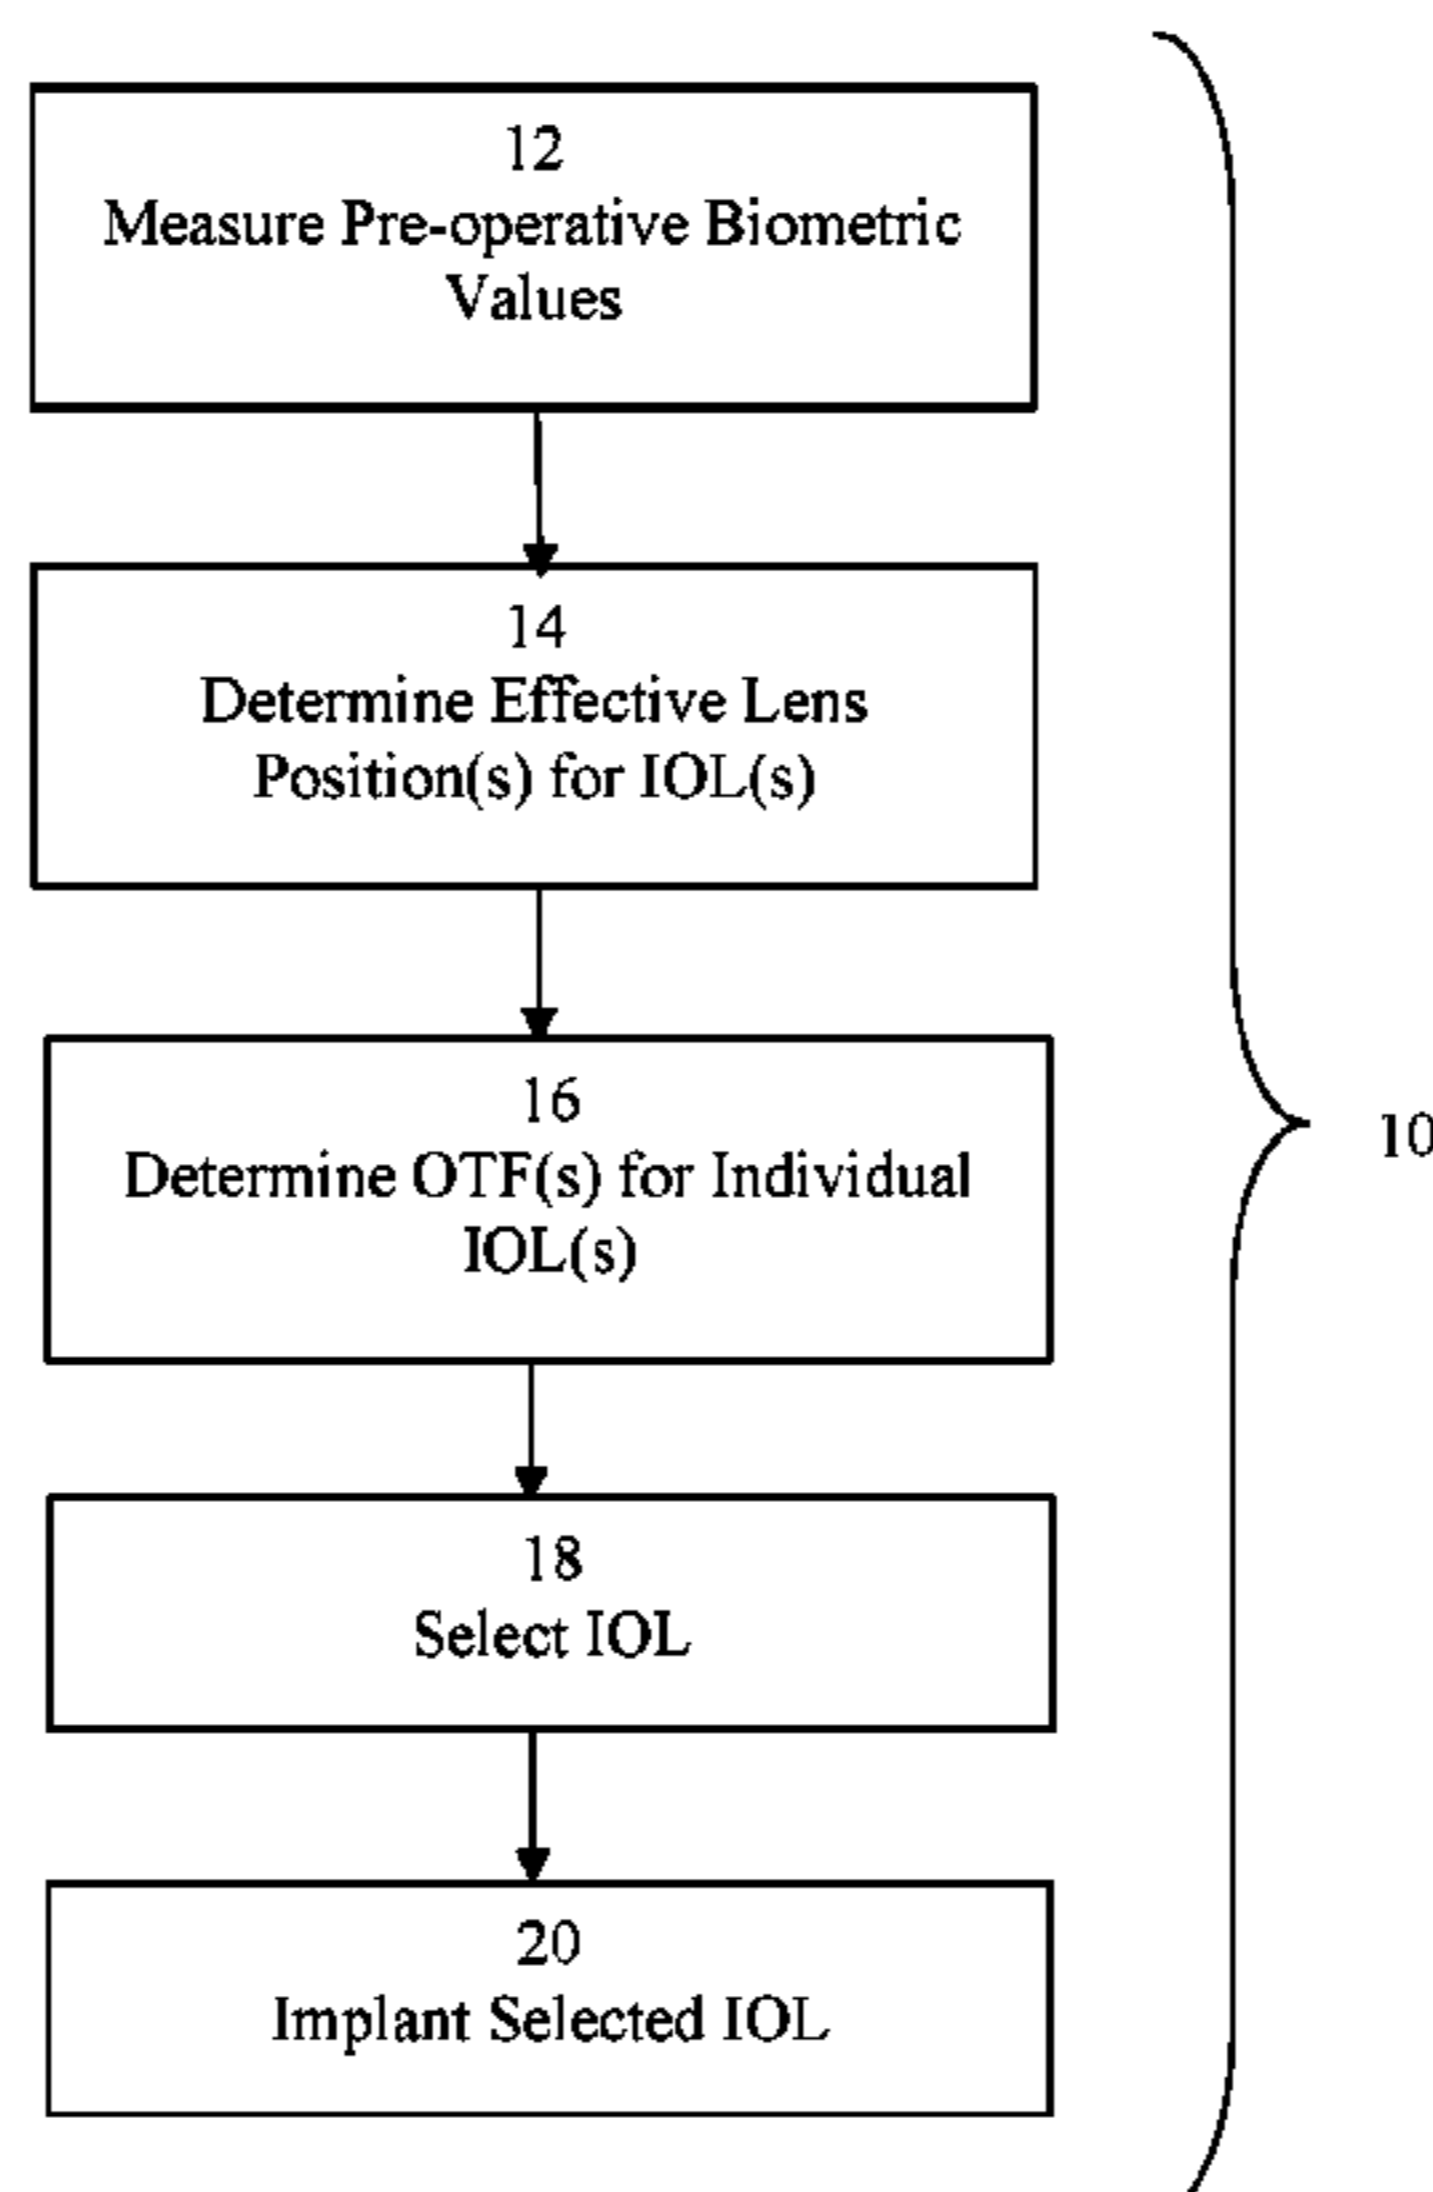 12
Measure Pre-operative Biometric
Values
14
Determine Effective Lens
Position(s) for IOL(s)
16
Determine OTF(s) for Individual
IOL(s)
10
18
Select IOL
20
Implant Selected IOL